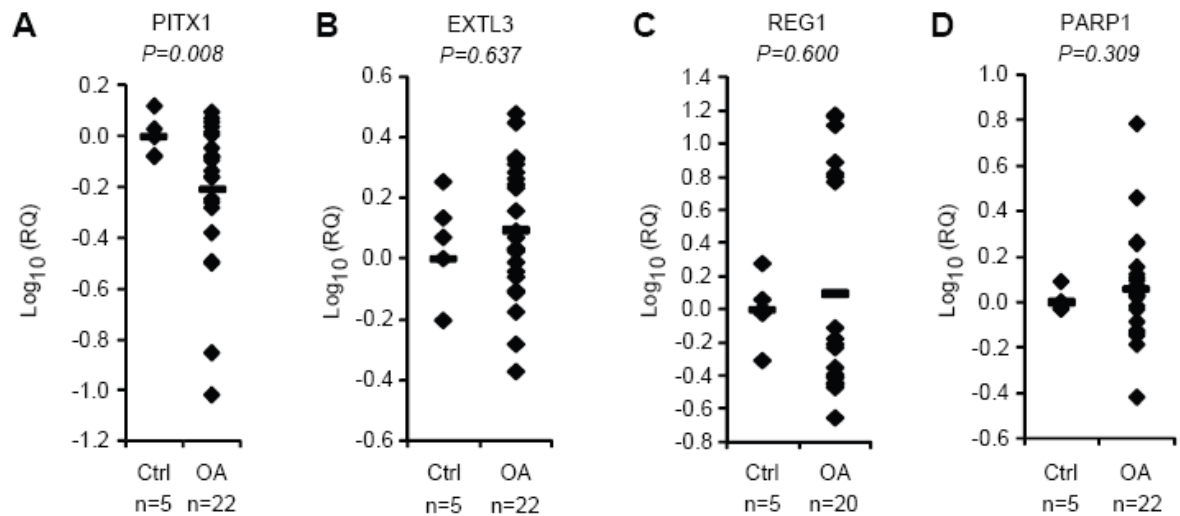 A PITX1
P=0.008
Log10 (RQ)
0.2
0.0
-0.2
-0.4
-0.6
-0.8
-1.0
-1.2
Ctrl OA
n=5 n=22
B EXTL3
P=0.637
Log10 (RQ)
0.6
0.4
0.2
0.0
-0.2
-0.4
-0.6
Ctrl OA
n=5 n=22
C REG1
P=0.600
Log10 (RQ)
1.4
1.2
1.0
0.8
0.6
0.4
0.2
0.0
-0.2
-0.4
-0.6
-0.8
Ctrl OA
n=5 n=20
D PARP1
P=0.309
Log10 (RQ)
1.0
0.8
0.6
0.4
0.2
0.0
-0.2
-0.4
-0.6
Ctrl OA
n=5 n=22